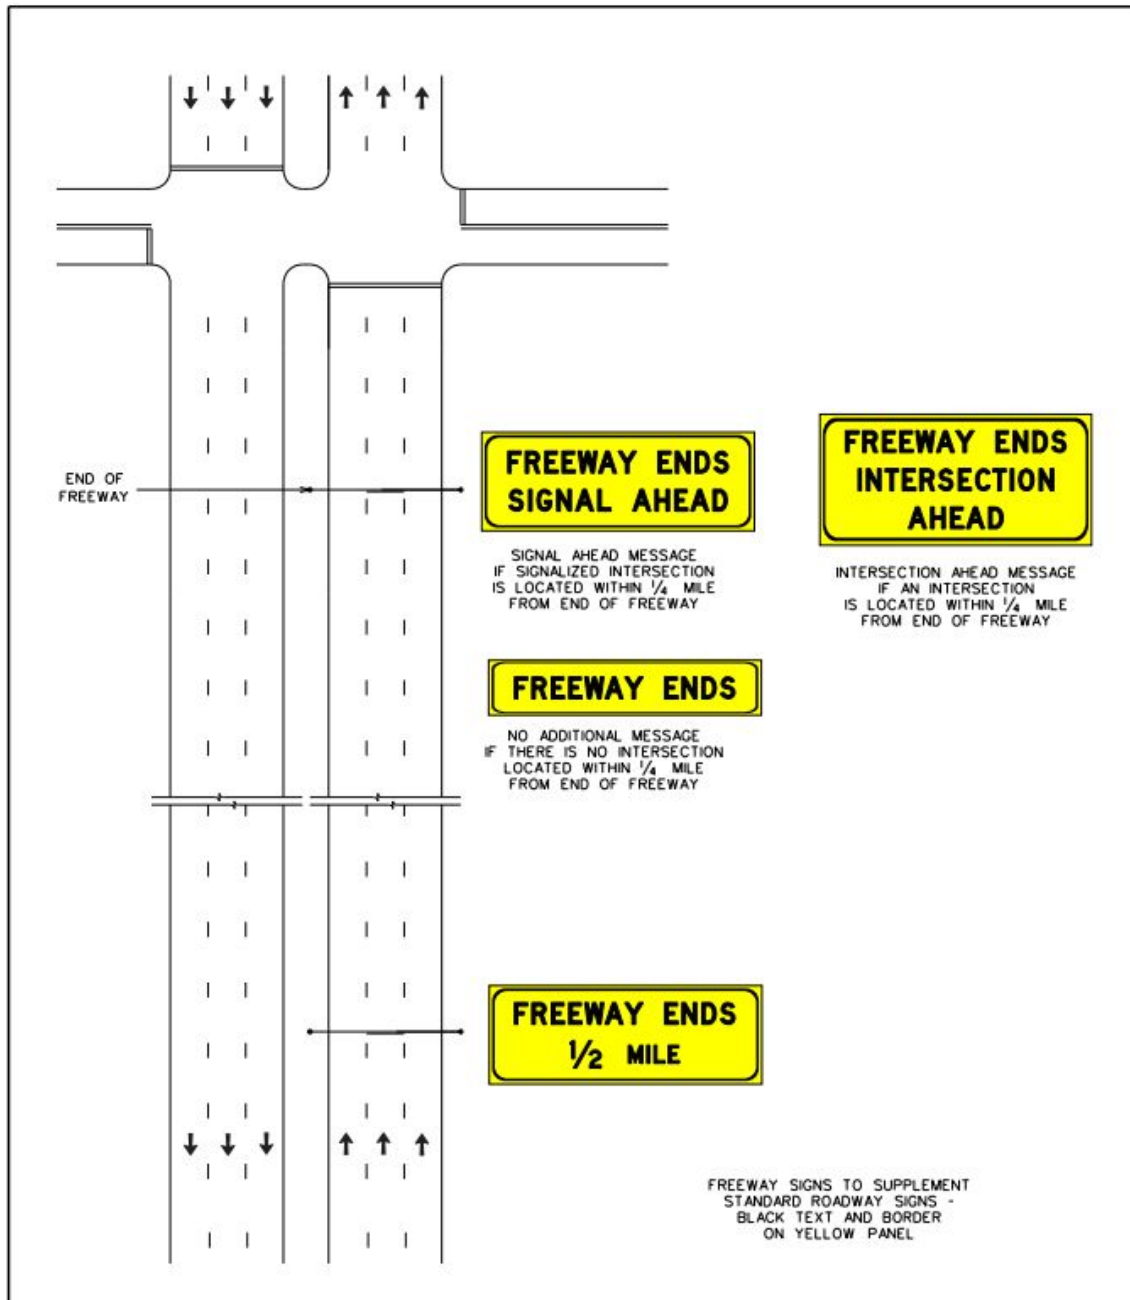 FREEWAY ENDS
SIGNAL AHEAD
FREEWAY ENDS
INTERSECTION
AHEAD
END OF
FREEWAY
SIGNAL AHEAD MESSAGE
IF SIGNALIZED INTERSECTION
IS LOCATED WITHIN 1/4 MILE
FROM END OF FREEWAY
INTERSECTION AHEAD MESSAGE
IF AN INTERSECTION
IS LOCATED WITHIN 1/4 MILE
FROM END OF FREEWAY
FREEWAY ENDS
NO ADDITIONAL MESSAGE
IF THERE IS NO INTERSECTION
LOCATED WITHIN 1/4 MILE
FROM END OF FREEWAY
FREEWAY ENDS
1/2 MILE
FREEWAY SIGNS TO SUPPLEMENT
STANDARD ROADWAY SIGNS -
BLACK TEXT AND BORDER
ON YELLOW PANEL